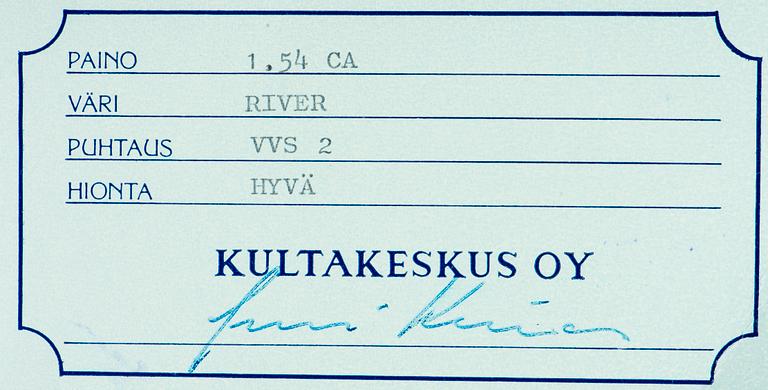 PAINO 1,54 CA
VÄRI RIVER
PUHTAUS VVS 2
HIONTA HYVÄ
KULTAKESKUS OY